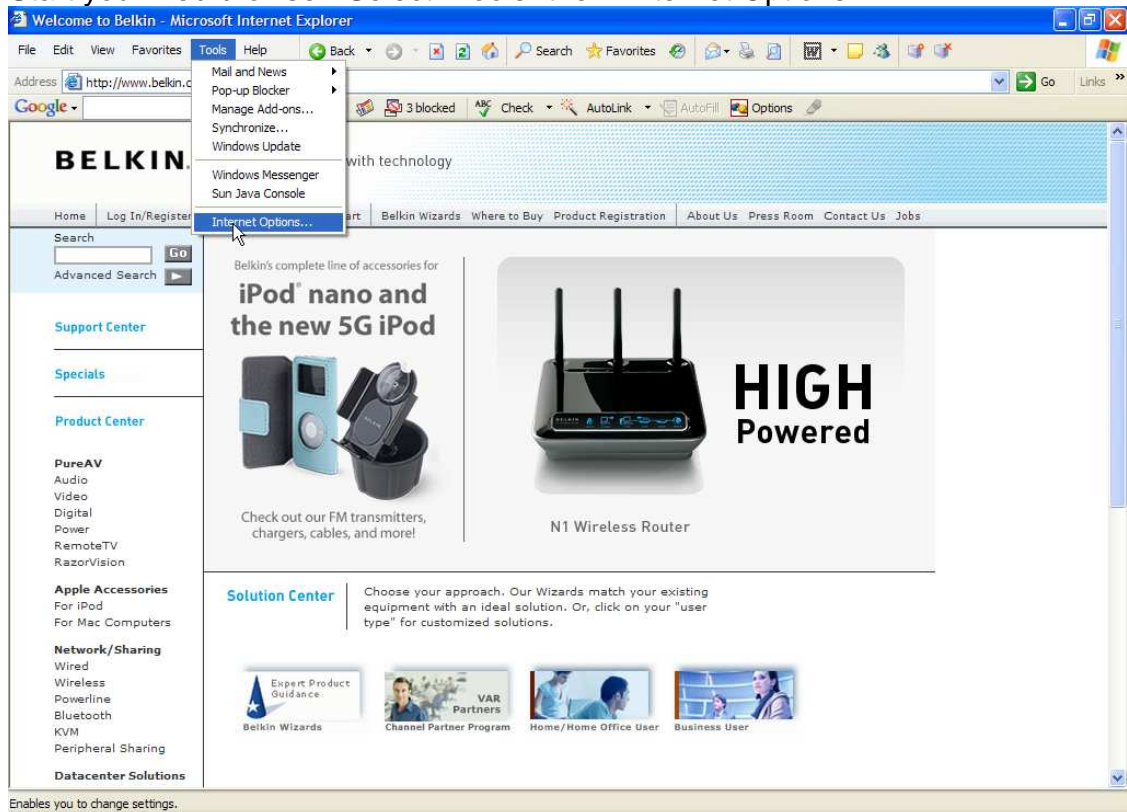 Welcome to Belkin - Microsoft Internet Explorer
File Edit View Favorites Tools Help Back Search Favorites
Address http://www.belkin.c Go Links »
Google 3 blocked ABC Check AutoLink AutoFill Options
Mail and News
Pop-up Blocker
Manage Add-ons...
Synchronize...
Windows Update
Windows Messenger
Sun Java Console
Internet Options...
BELKIN. with technology
Home Log In/Register art Belkin Wizards Where to Buy Product Registration About Us Press Room Contact Us Jobs
Search
Go
Advanced Search
Support Center
Specials
Product Center
PureAV
Audio
Video
Digital
Power
RemoteTV
RazorVision
Apple Accessories
For iPod
For Mac Computers
Network/Sharing
Wired
Wireless
Powerline
Bluetooth
KVM
Peripheral Sharing
Datacenter Solutions
Belkin's complete line of accessories for
iPod® nano and
the new 5G iPod
Check out our FM transmitters,
chargers, cables, and more!
BELKIN
HIGH
Powered
N1 Wireless Router
Solution Center
Choose your approach. Our Wizards match your existing
equipment with an ideal solution. Or, click on your "user
type" for customized solutions.
Expert Product
Guidance
Belkin Wizards
VAR
Partners
Channel Partner Program
Home/Home Office User
Business User
Enables you to change settings.